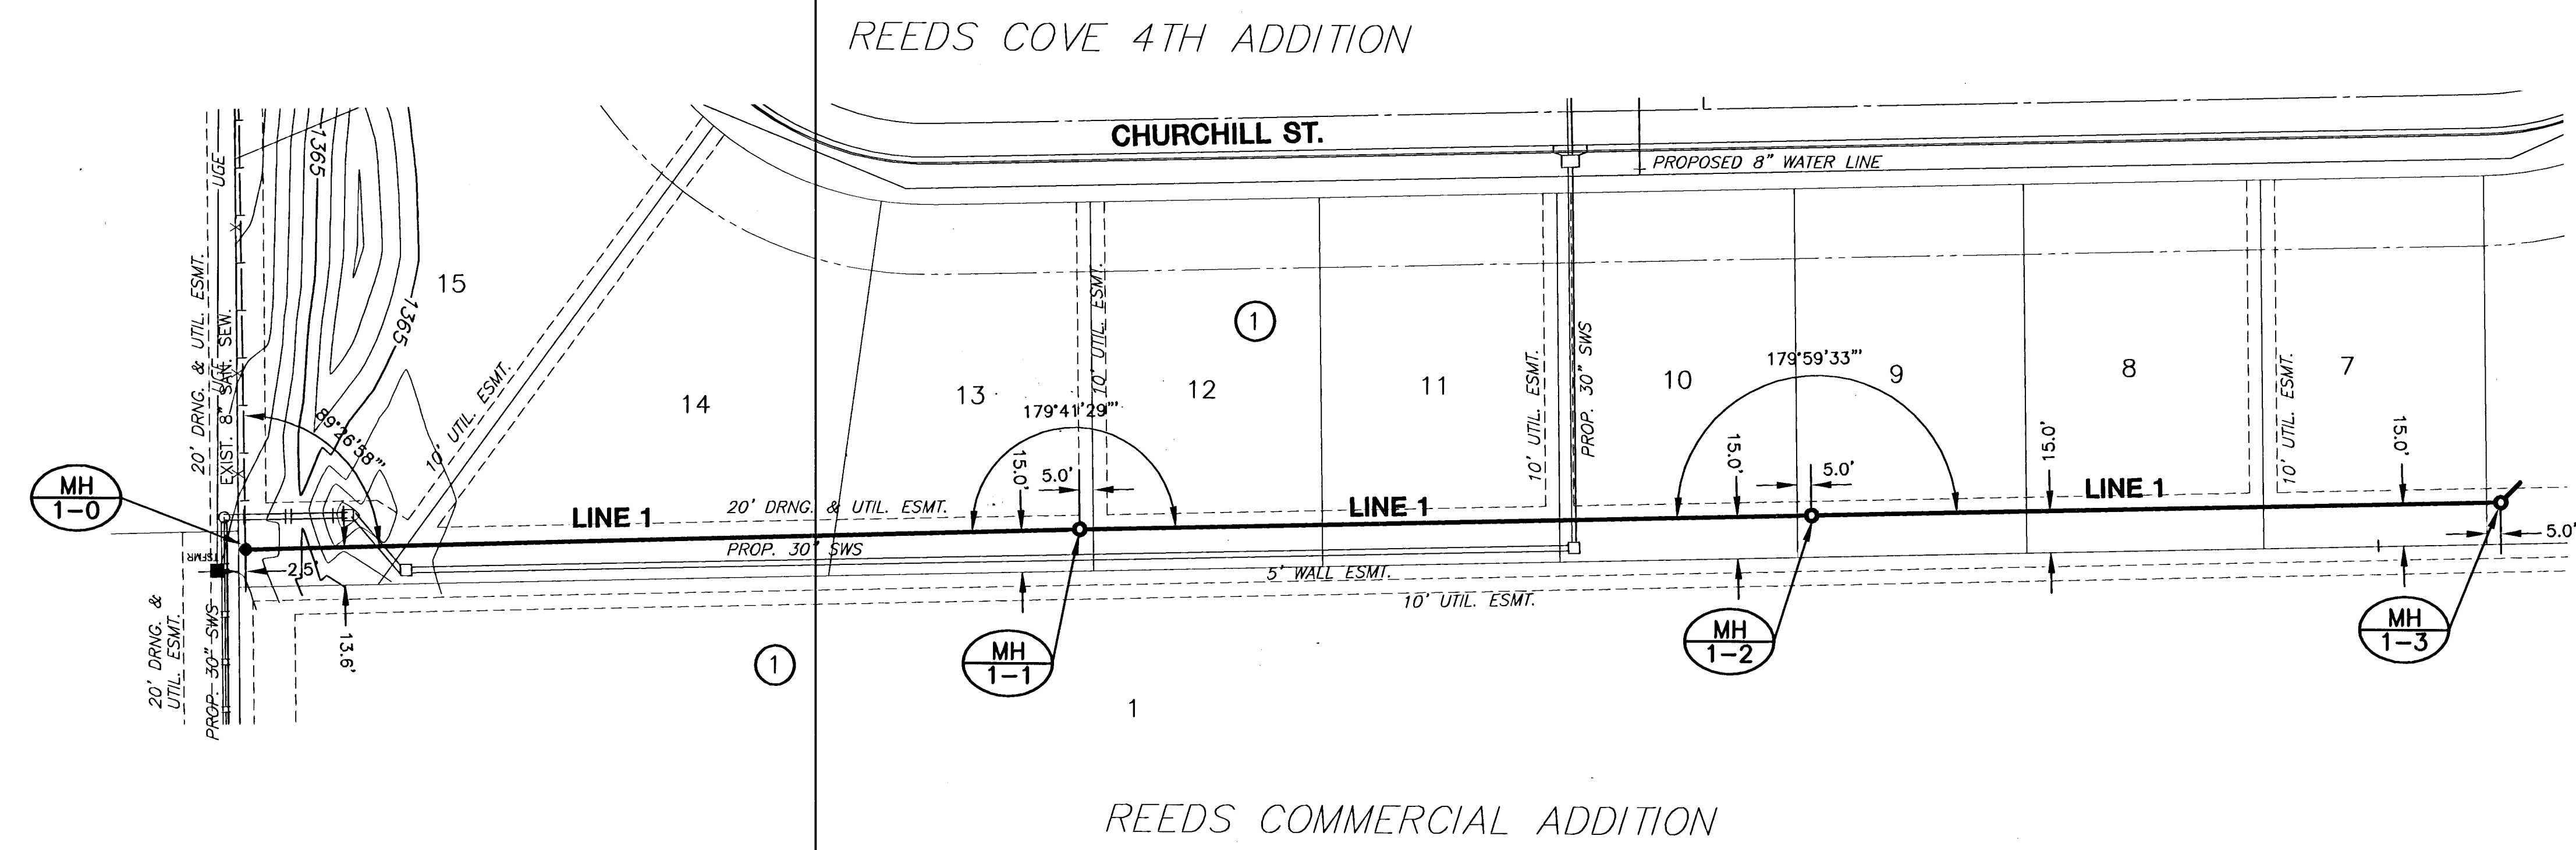 REEDS COVE 4TH ADDITION
CHURCHILL ST.
PROPOSED 8" WATER LINE
1365
1365
UGE
UGE
20' DRNG. & UTIL. ESMT.
EXIST. 8" SAN. SEW.
89°26'58"'
10' UTIL. ESMT.
15
14
13
12
11
10
9
8
7
1
10' UTIL. ESMT.
10' UTIL. ESMT.
PROP. 30" SWS
10' UTIL. ESMT.
179°41'29"'
179°59'33"'
15.0'
5.0'
15.0'
5.0'
15.0'
15.0'
5.0'
MH
1-0
LINE 1
20' DRNG. & UTIL. ESMT.
LINE 1
LINE 1
PROP. 30" SWS
TSFMR
2.5'
13.6'
5' WALL ESMT.
10' UTIL. ESMT.
20' DRNG. &
UTIL. ESMT.
PROP. 30" SWS
MH
1-1
MH
1-2
MH
1-3
1
1
REEDS COMMERCIAL ADDITION